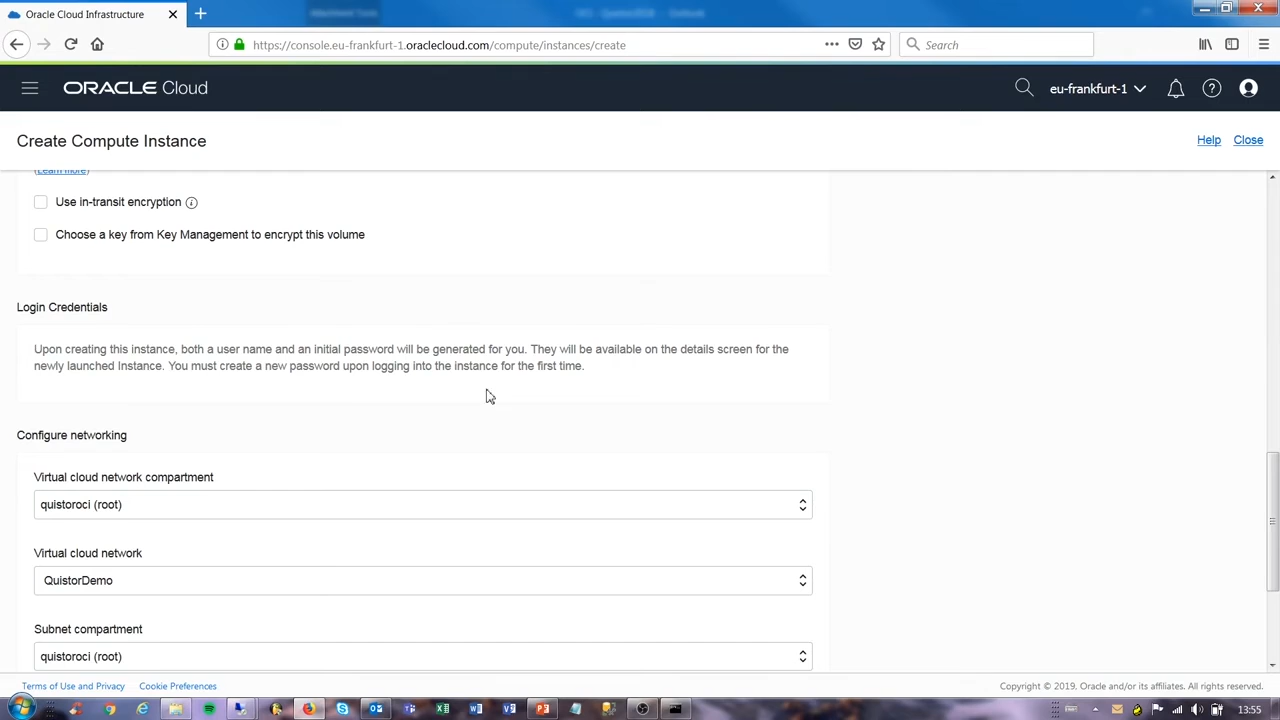 Oracle Cloud Infrastructure
https://console.eu-frankfurt-1.oraclecloud.com/compute/instances/create
Search
ORACLE Cloud
eu-frankfurt-1
Create Compute Instance
Help
Close
(Learn more)
Use in-transit encryption
Choose a key from Key Management to encrypt this volume
Login Credentials
Upon creating this instance, both a user name and an initial password will be generated for you. They will be available on the details screen for the
newly launched Instance. You must create a new password upon logging into the instance for the first time.
Configure networking
Virtual cloud network compartment
quistoroci (root)
Virtual cloud network
QuistorDemo
Subnet compartment
quistoroci (root)
Terms of Use and Privacy
Cookie Preferences
Copyright © 2019, Oracle and/or its affiliates. All rights reserved.
13:55